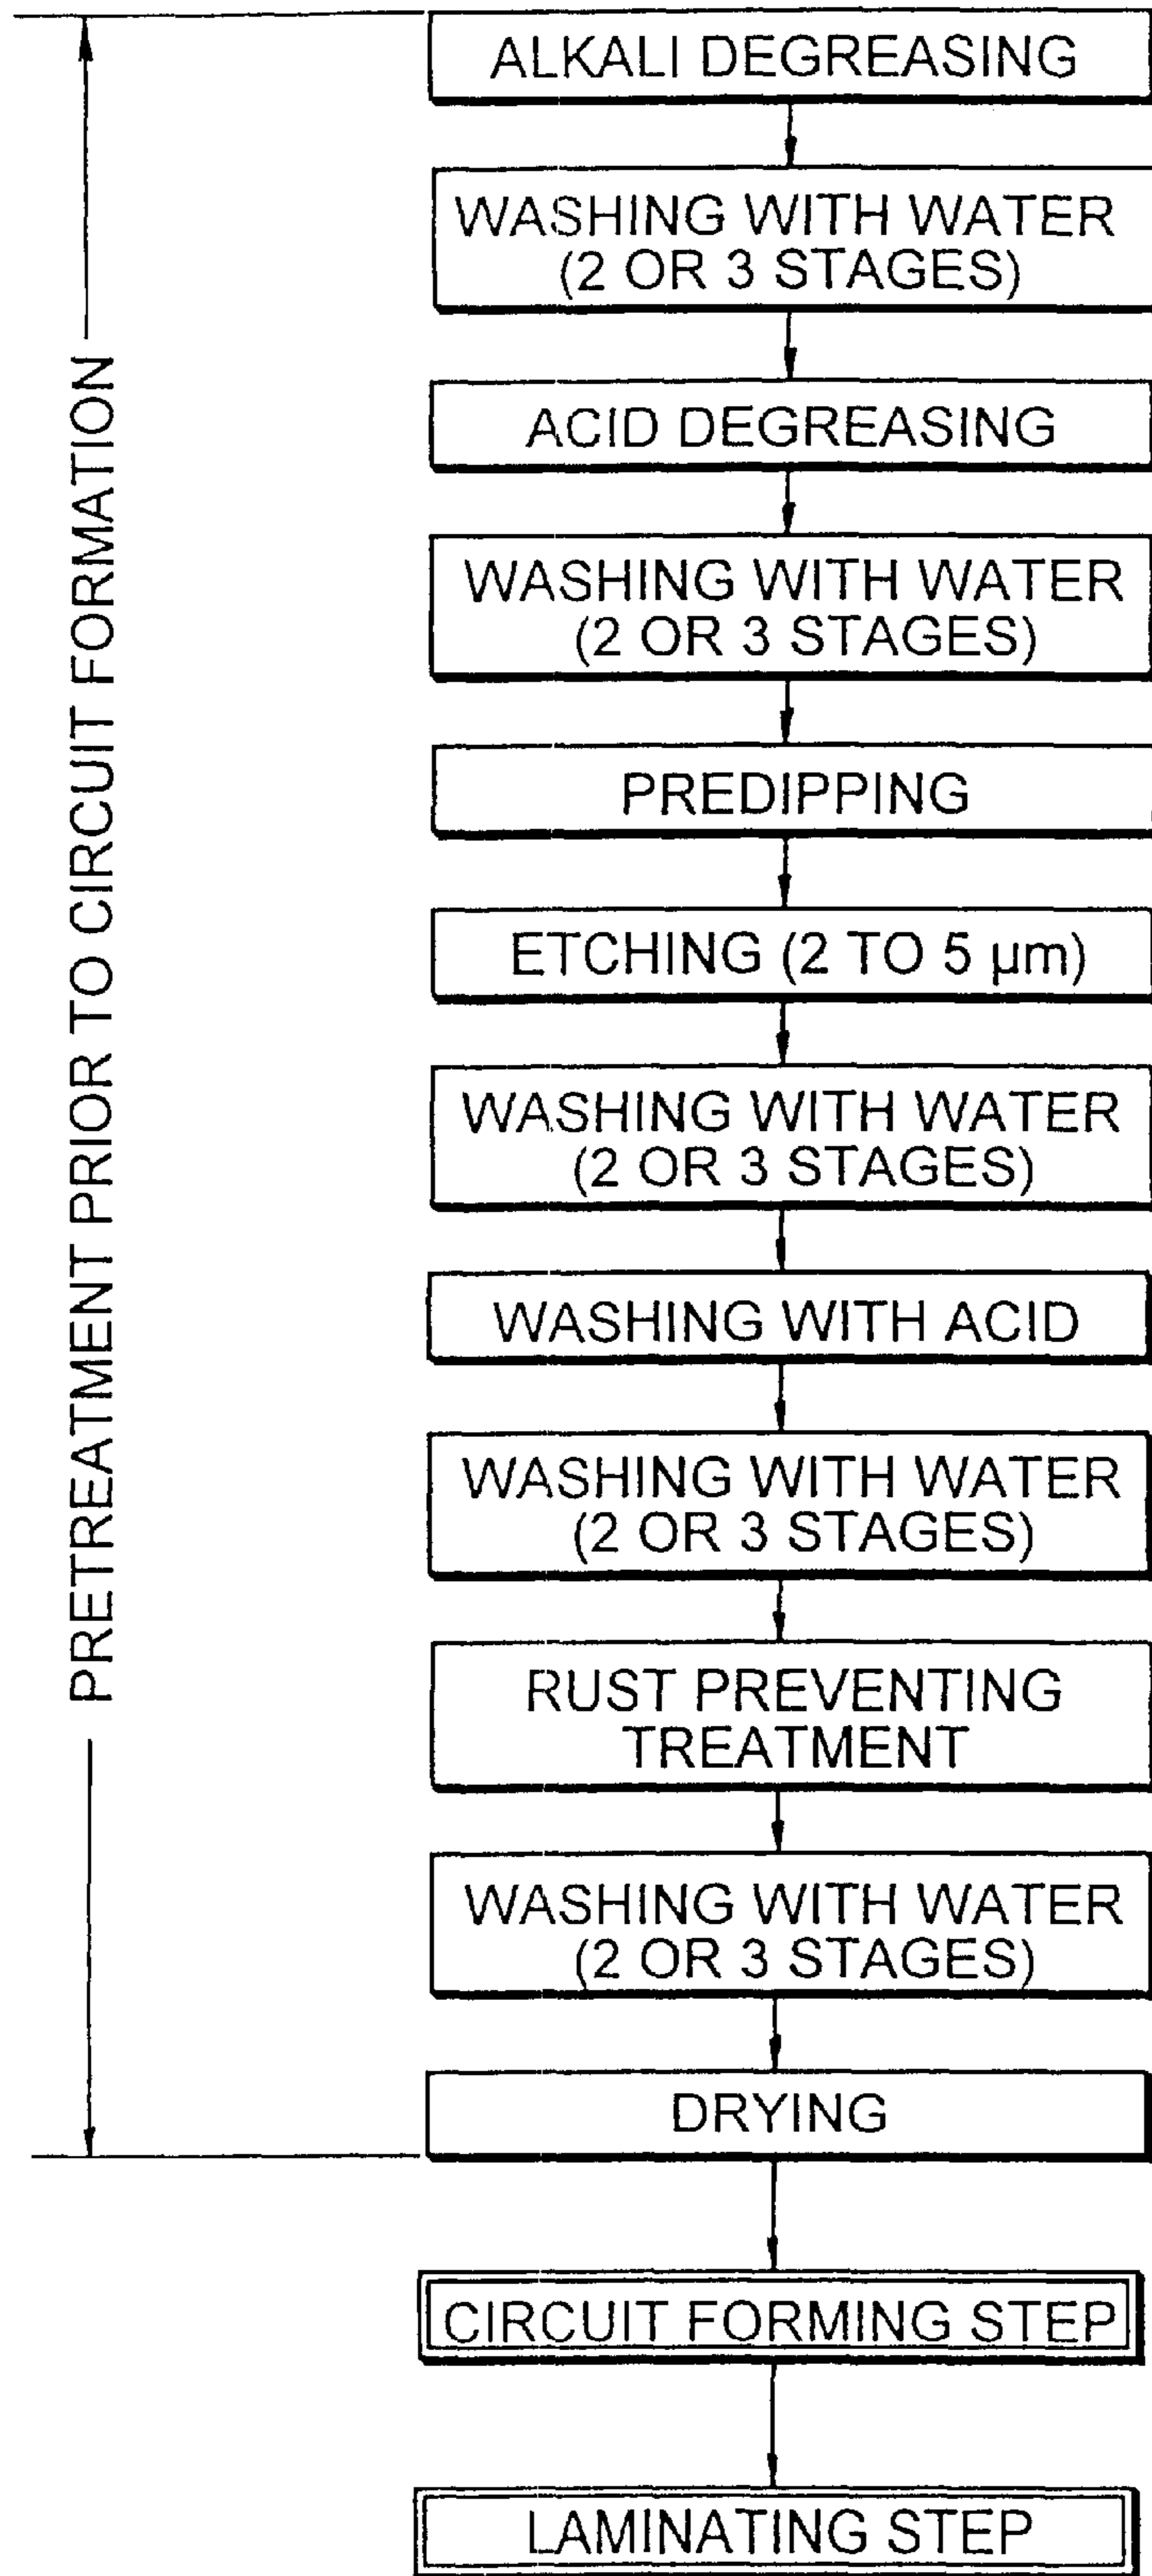 PRETREATMENT PRIOR TO CIRCUIT FORMATION
ALKALI DEGREASING
WASHING WITH WATER
(2 OR 3 STAGES)
ACID DEGREASING
WASHING WITH WATER
(2 OR 3 STAGES)
PREDIPPING
ETCHING (2 TO 5 μm)
WASHING WITH WATER
(2 OR 3 STAGES)
WASHING WITH ACID
WASHING WITH WATER
(2 OR 3 STAGES)
RUST PREVENTING
TREATMENT
WASHING WITH WATER
(2 OR 3 STAGES)
DRYING
CIRCUIT FORMING STEP
LAMINATING STEP